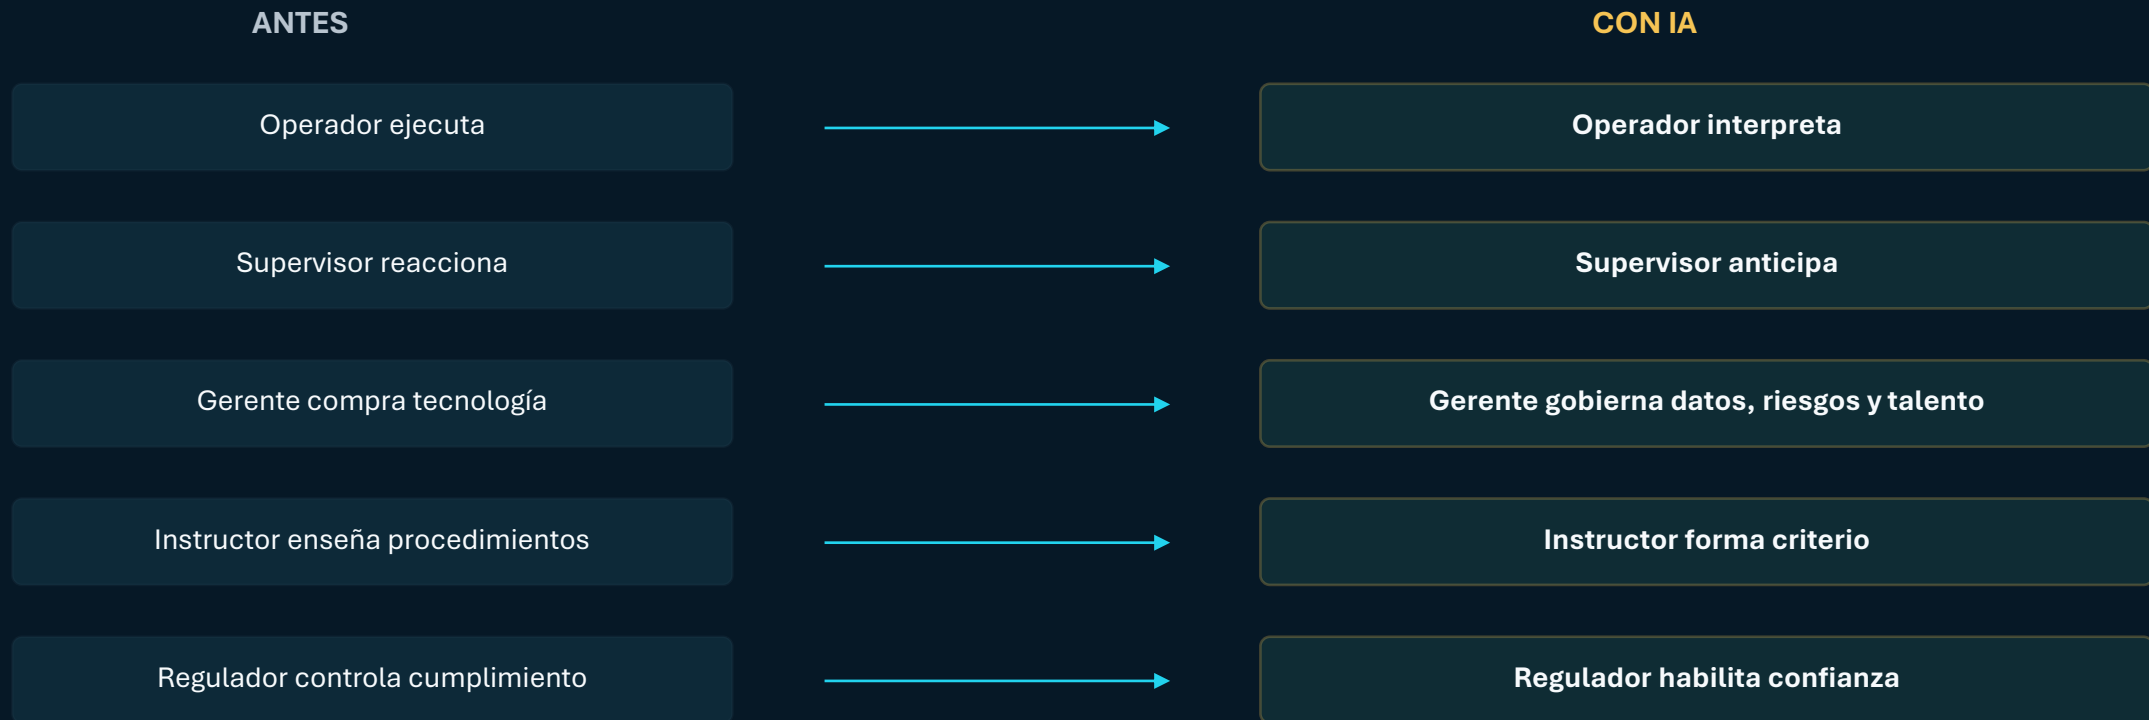 ANTES
CON IA
Operador ejecuta
Operador interpreta
Supervisor reacciona
Supervisor anticipa
Gerente compra tecnología
Gerente gobierna datos, riesgos y talento
Instructor enseña procedimientos
Instructor forma criterio
Regulador controla cumplimiento
Regulador habilita confianza